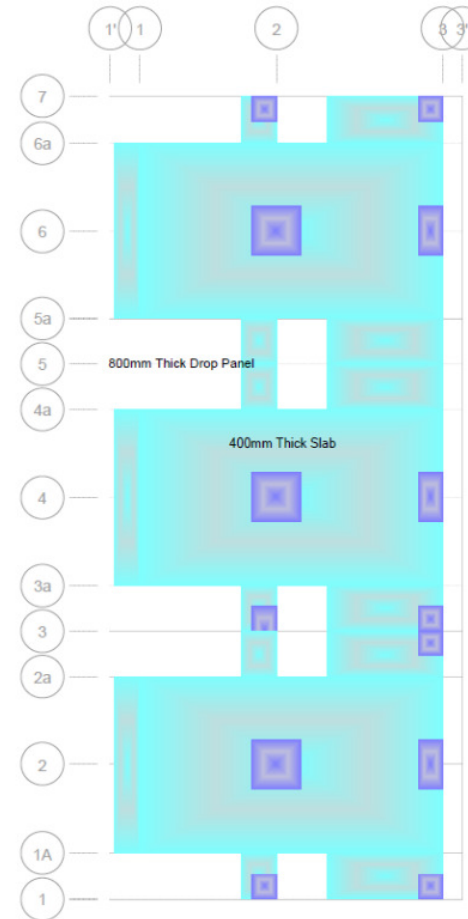 1' 1 2 3 3'
7
6a
6
5a
5 800mm Thick Drop Panel
4a
400mm Thick Slab
4
3a
3
2a
2
1A
1